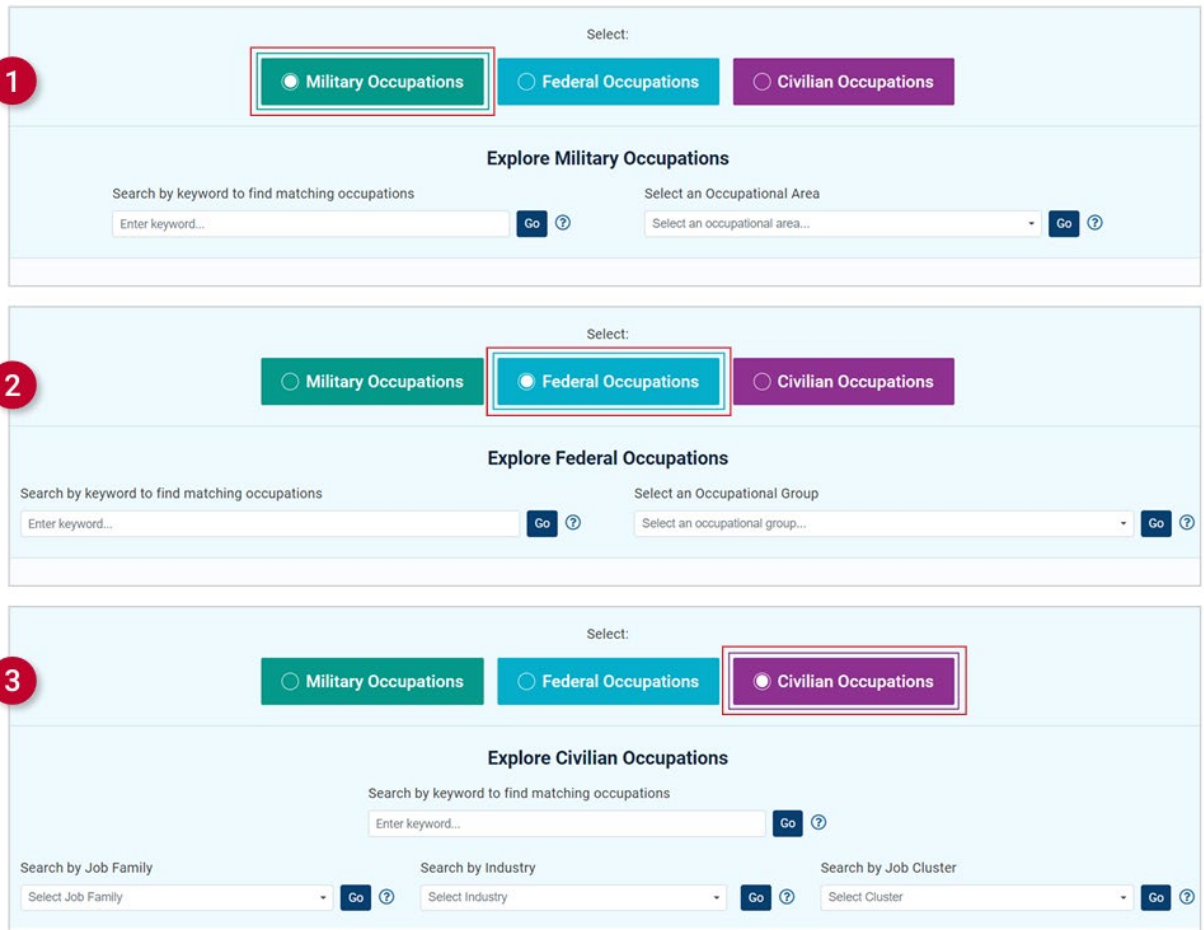 Select:
1
Military Occupations Federal Occupations Civilian Occupations
Explore Military Occupations
Search by keyword to find matching occupations Select an Occupational Area
Enter keyword... Go ? Select an occupational area... Go ?
Select:
2
Military Occupations Federal Occupations Civilian Occupations
Explore Federal Occupations
Search by keyword to find matching occupations Select an Occupational Group
Enter keyword... Go ? Select an occupational group... Go ?
Select:
3
Military Occupations Federal Occupations Civilian Occupations
Explore Civilian Occupations
Search by keyword to find matching occupations
Enter keyword... Go ?
Search by Job Family Search by Industry Search by Job Cluster
Select Job Family Go ? Select Industry Go ? Select Cluster Go ?